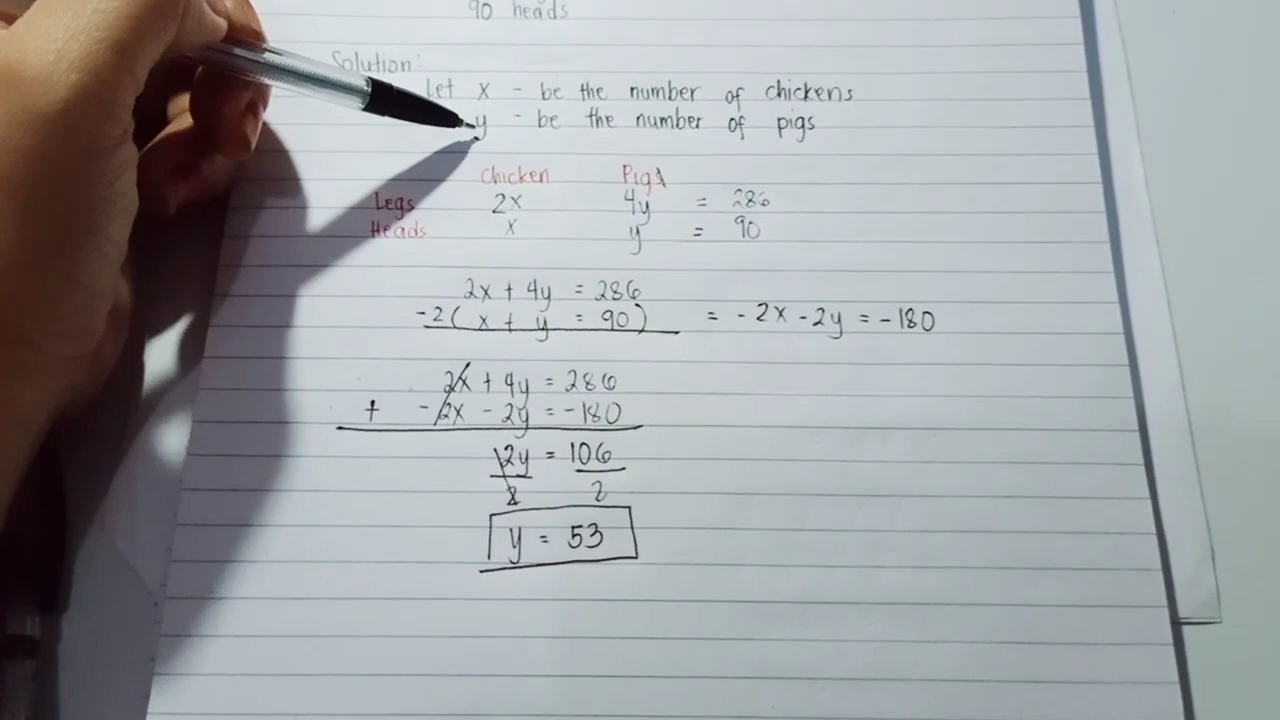 90 heads
Solution:
Let x - be the number of chickens
y - be the number of pigs
Chicken Pigs
Legs 2x 4y = 286
Heads x y = 90
2x + 4y = 286
-2( x + y = 90) = -2x -2y = -180
2x + 4y = 286
+ -2x - 2y = -180
2y = 106
2 2
y = 53